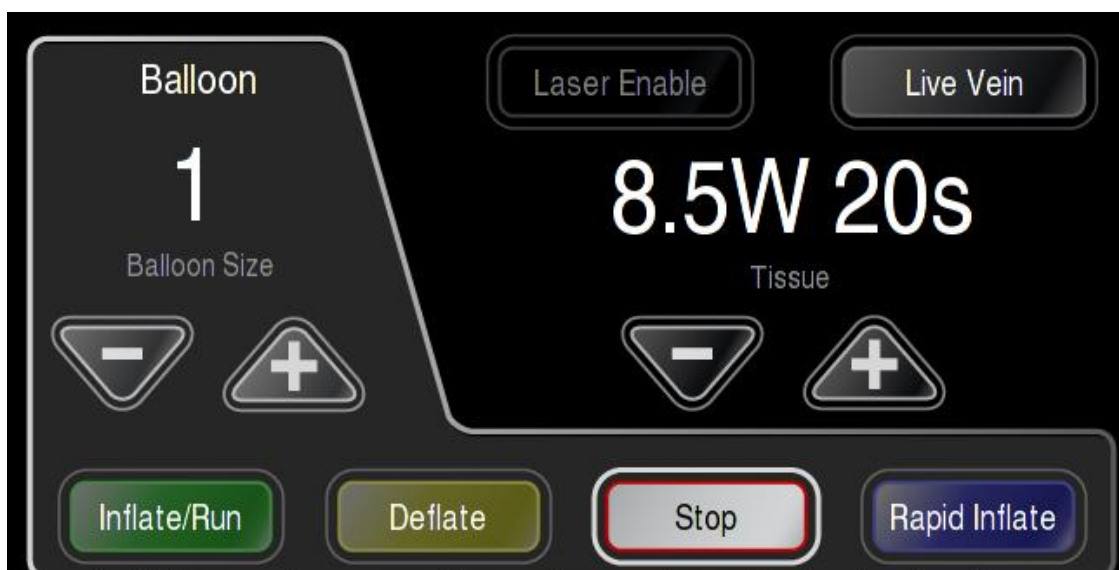 Balloon
Laser Enable
Live Vein
1
8.5W 20s
Balloon Size
Tissue
-
+
-
+
Inflate/Run
Deflate
Stop
Rapid Inflate